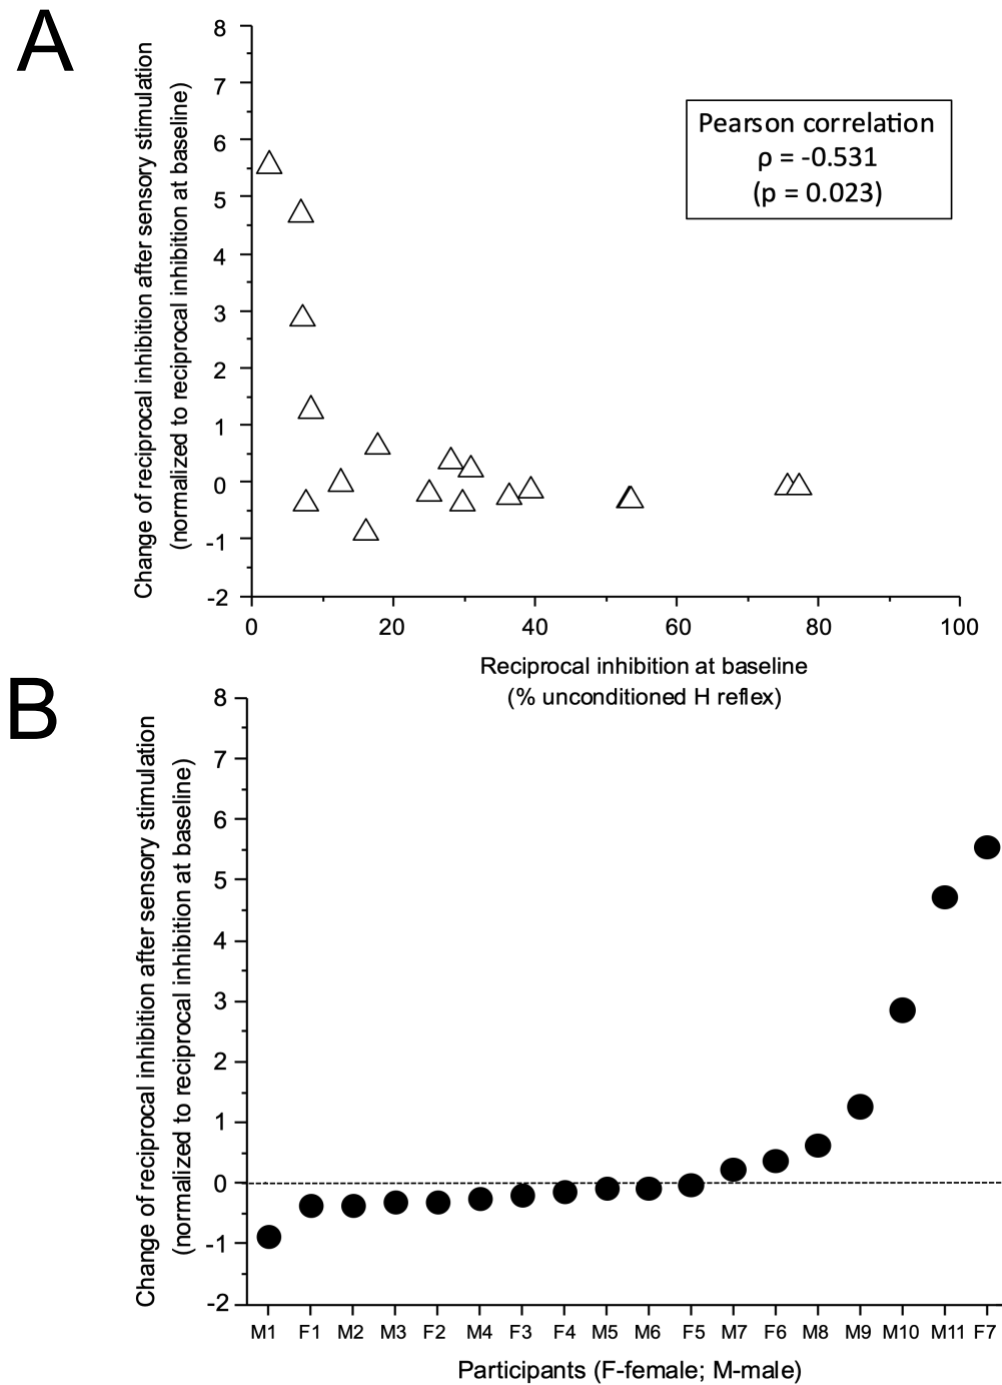 A
Change of reciprocal inhibition after sensory stimulation
(normalized to reciprocal inhibition at baseline)
8
7
6
5
4
3
2
1
0
-1
-2
Pearson correlation
ρ = -0.531
(p = 0.023)
0 20 40 60 80 100
Reciprocal inhibition at baseline
(% unconditioned H reflex)
B
Change of reciprocal inhibition after sensory stimulation
(normalized to reciprocal inhibition at baseline)
8
7
6
5
4
3
2
1
0
-1
-2
M1 F1 M2 M3 F2 M4 F3 F4 M5 M6 F5 M7 F6 M8 M9 M10 M11 F7
Participants (F-female; M-male)